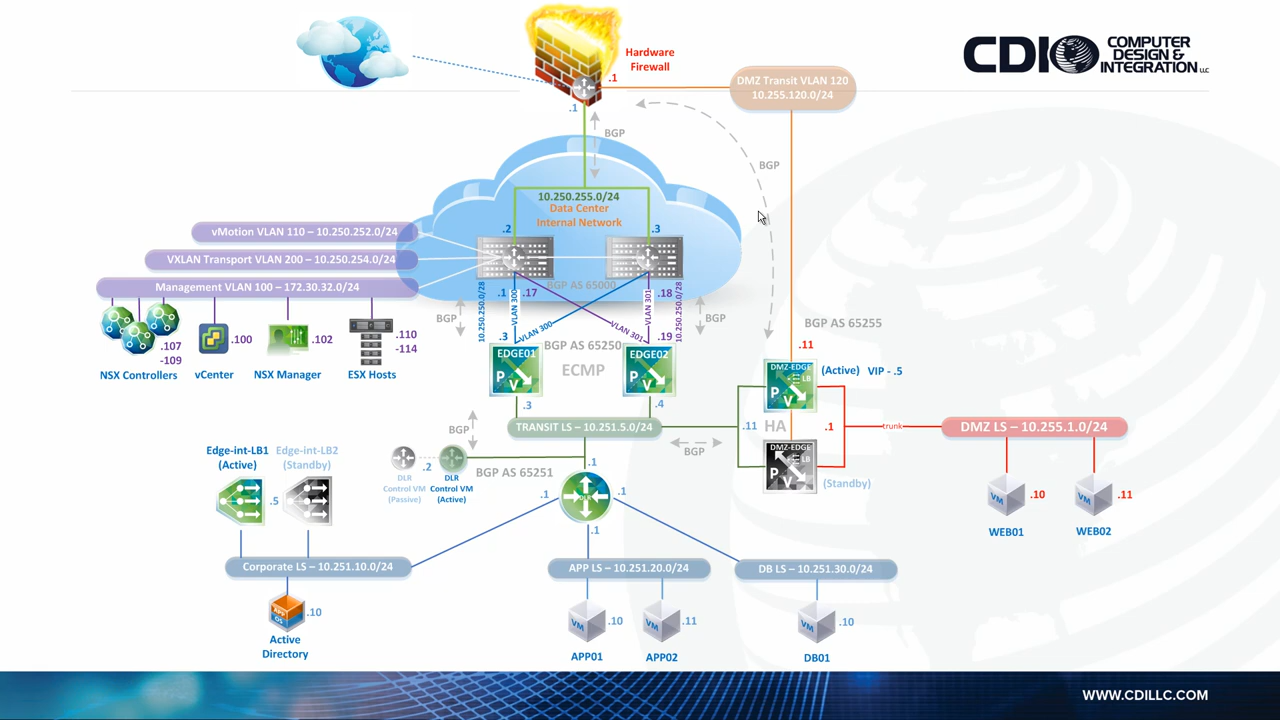 Hardware
Firewall
.1
.1
DMZ Transit VLAN 120
10.255.120.0/24
CDI COMPUTER
DESIGN &
INTEGRATION LLC
BGP
BGP
10.250.255.0/24
Data Center
Internal Network
.2
.3
vMotion VLAN 110 – 10.250.252.0/24
VXLAN Transport VLAN 200 – 10.250.254.0/24
Management VLAN 100 – 172.30.32.0/24
BGP AS 65000
.107
-109
NSX Controllers
.100
vCenter
.102
NSX Manager
.110
-114
ESX Hosts
BGP
10.250.250.0/28
.1
VLAN 300
.17
VLAN 300
VLAN 301
VLAN 301
.18
10.250.250.0/28
BGP
.3
BGP AS 65250
.19
EDGE01
P V
ECMP
EDGE02
P V
.3
.4
BGP AS 65255
.11
DMZ-EDGE
LB
P V
(Active)
VIP - .5
.11
HA
.1
trunk
DMZ LS – 10.255.1.0/24
DMZ-EDGE
LB
P V
(Standby)
VM
.10
WEB01
VM
.11
WEB02
TRANSIT LS – 10.251.5.0/24
BGP
BGP
BGP AS 65251
DLR
Control VM
(Passive)
.2
DLR
Control VM
(Active)
.1
.1
.1
DLR
.1
Edge-int-LB1
(Active)
Edge-int-LB2
(Standby)
.5
Corporate LS – 10.251.10.0/24
APP LS – 10.251.20.0/24
DB LS – 10.251.30.0/24
APP
OS
.10
Active
Directory
VM
.10
APP01
VM
.11
APP02
VM
.10
DB01
WWW.CDILLC.COM